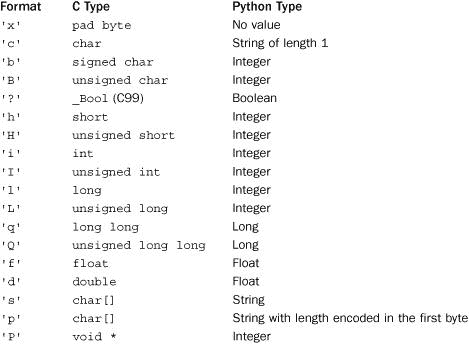 Format C Type Python Type
'x' pad byte No value
'c' char String of length 1
'b' signed char Integer
'B' unsigned char Integer
'?' _Bool (C99) Boolean
'h' short Integer
'H' unsigned short Integer
'i' int Integer
'I' unsigned int Integer
'l' long Integer
'L' unsigned long Integer
'q' long long Long
'Q' unsigned long long Long
'f' float Float
'd' double Float
's' char[] String
'p' char[] String with length encoded in the first byte
'P' void * Integer